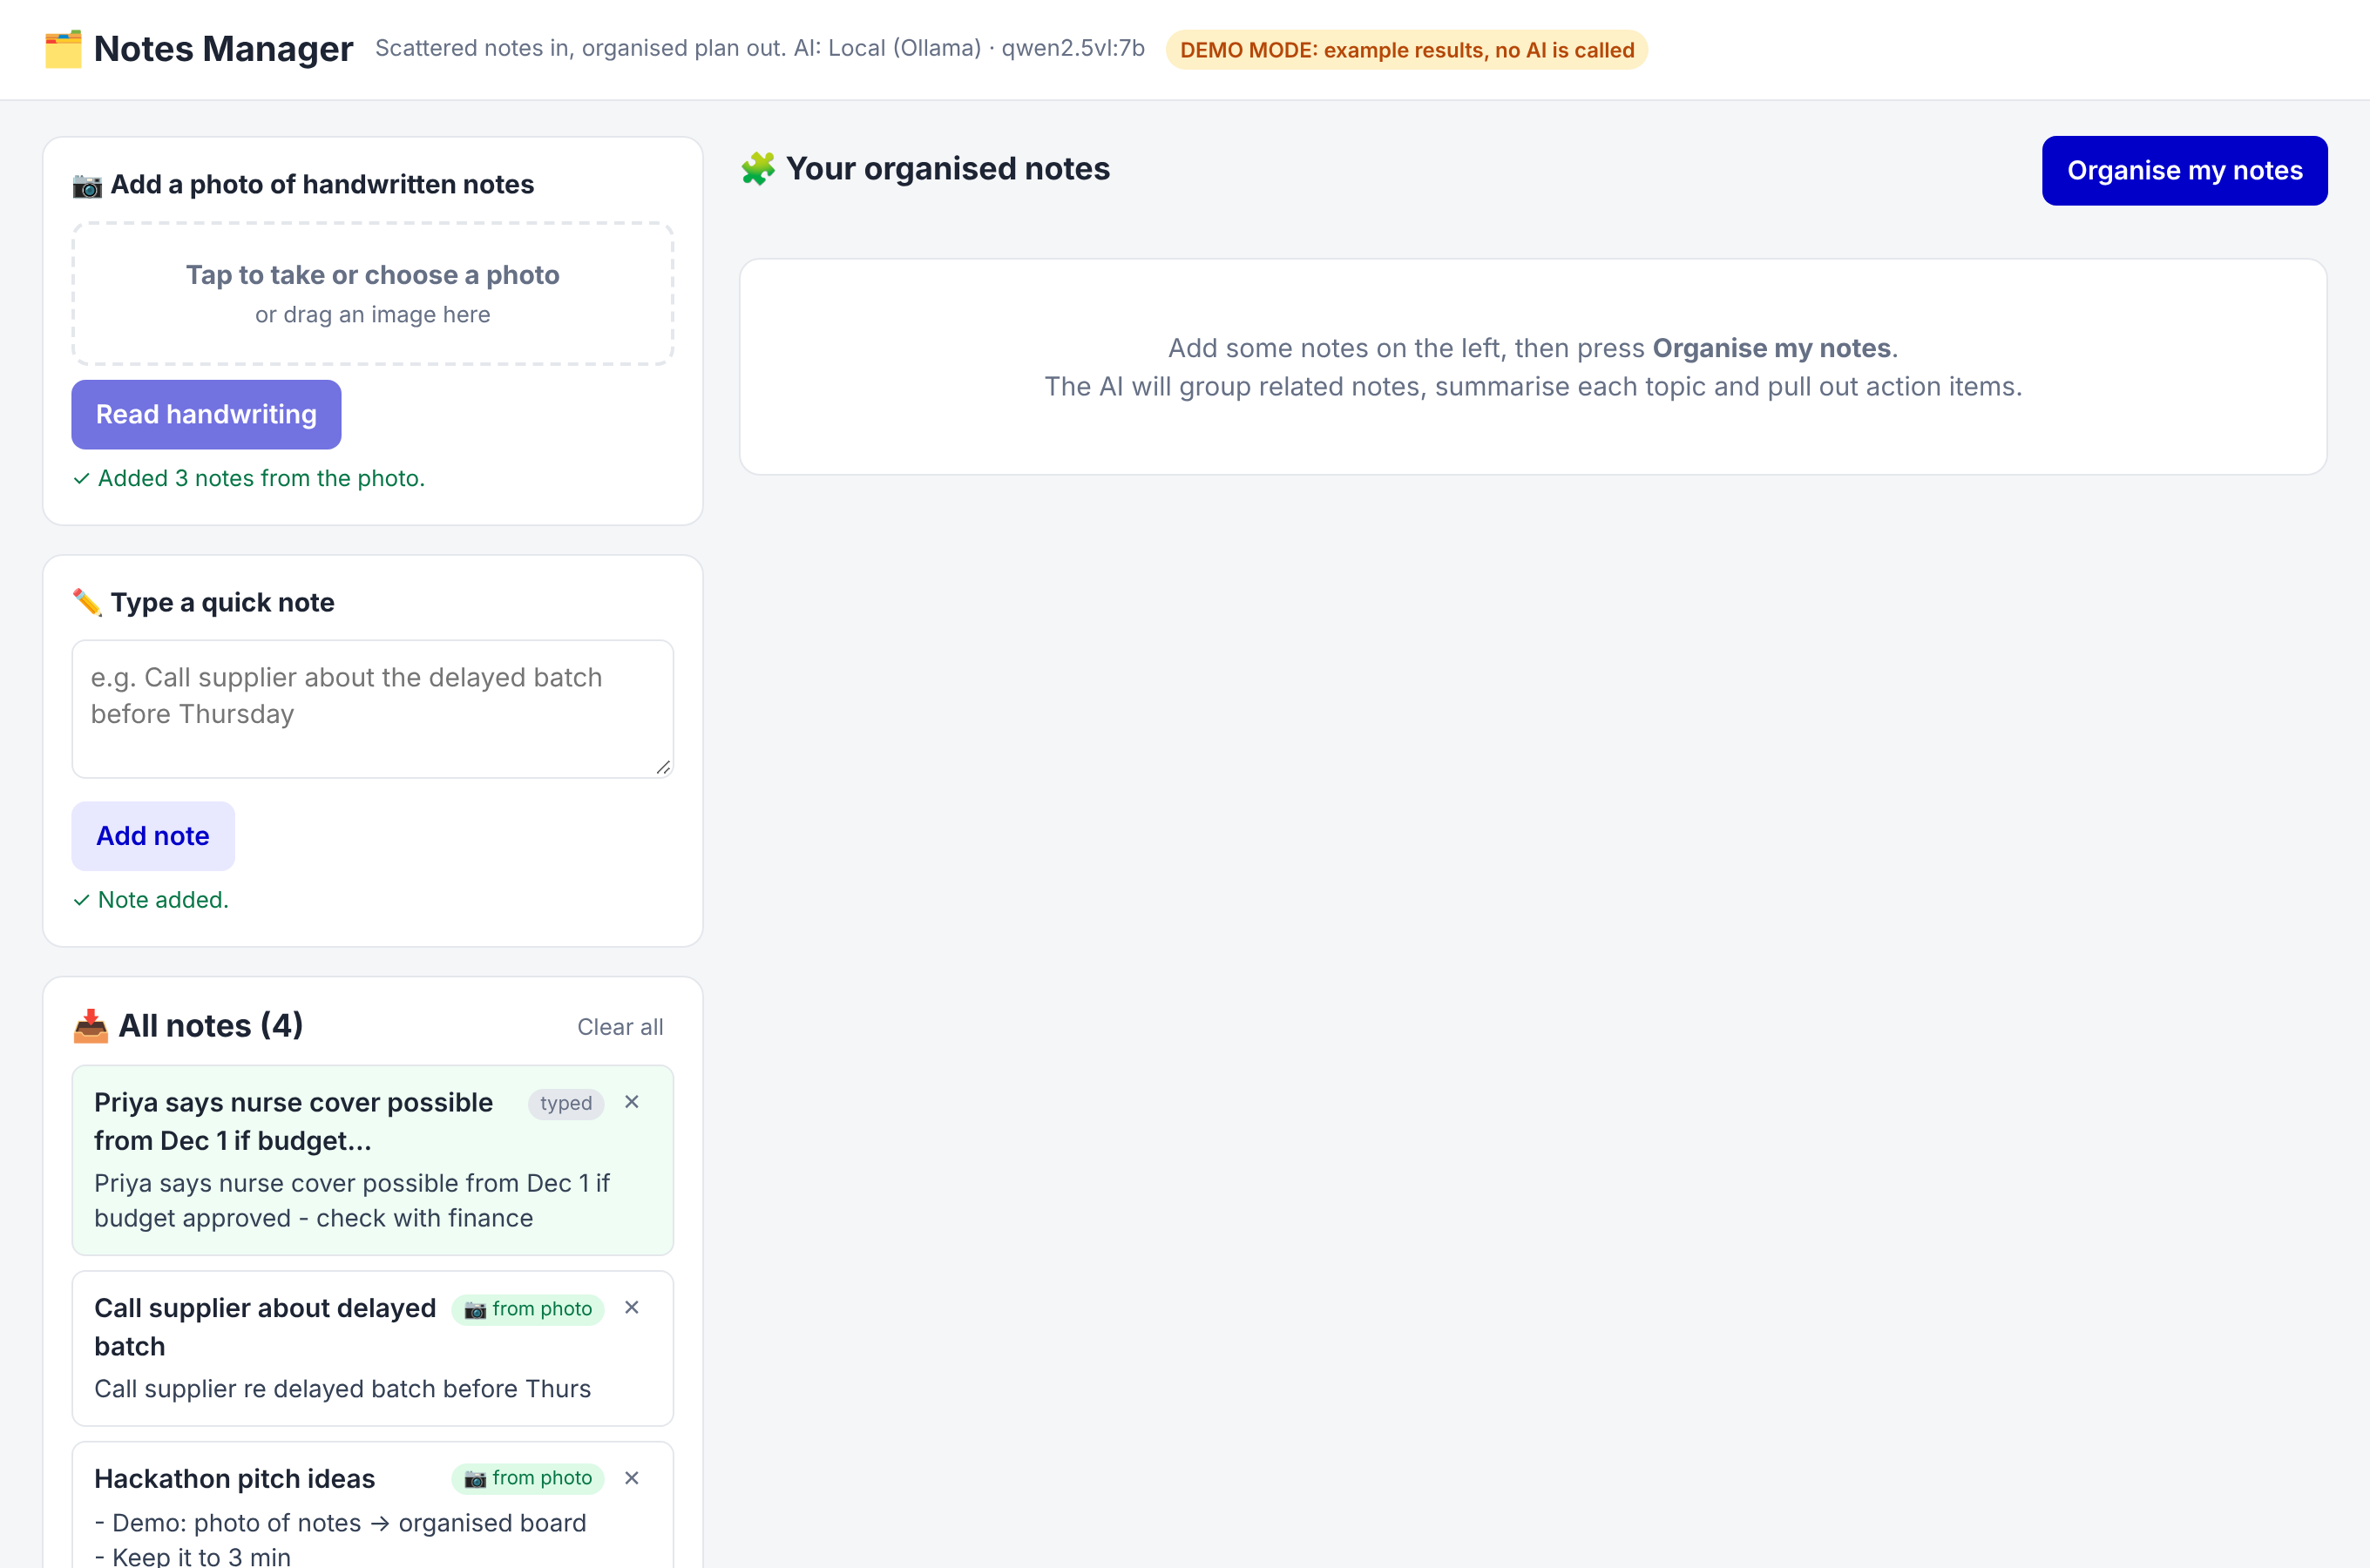 Notes Manager Scattered notes in, organised plan out. AI: Local (Ollama) · qwen2.5vl:7b DEMO MODE: example results, no AI is called
Add a photo of handwritten notes
Tap to take or choose a photo
or drag an image here
Read handwriting
✓ Added 3 notes from the photo.
Type a quick note
e.g. Call supplier about the delayed batch
before Thursday
Add note
✓ Note added.
All notes (4) Clear all
Priya says nurse cover possible typed ×
from Dec 1 if budget...
Priya says nurse cover possible from Dec 1 if
budget approved - check with finance
Call supplier about delayed from photo ×
batch
Call supplier re delayed batch before Thurs
Hackathon pitch ideas from photo ×
- Demo: photo of notes → organised board
- Keep it to 3 min
Your organised notes Organise my notes
Add some notes on the left, then press Organise my notes.
The AI will group related notes, summarise each topic and pull out action items.